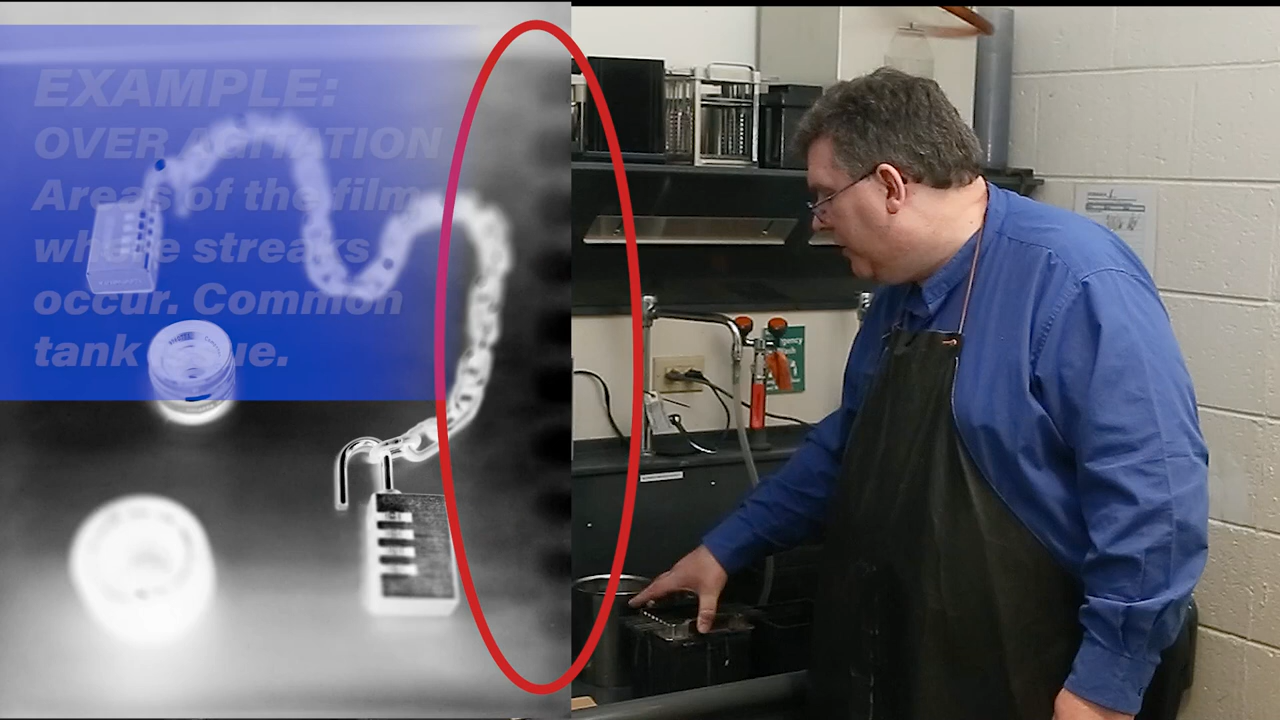 EXAMPLE:
OVER AGITATION
Areas of the film
where streaks
occur. Common
tank issue.